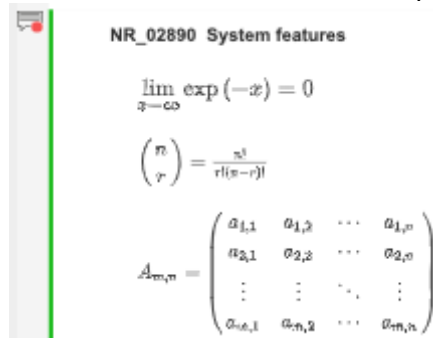 NR_02890 System features
lim_{x→∞} exp (−x) = 0
(n r) = n! / r!(n−r)!
A_{m,n} = ( a_{1,1} a_{1,2} ⋯ a_{1,n}
a_{2,1} a_{2,2} ⋯ a_{2,n}
⋮ ⋮ ⋱ ⋮
a_{m,1} a_{m,2} ⋯ a_{m,n} )